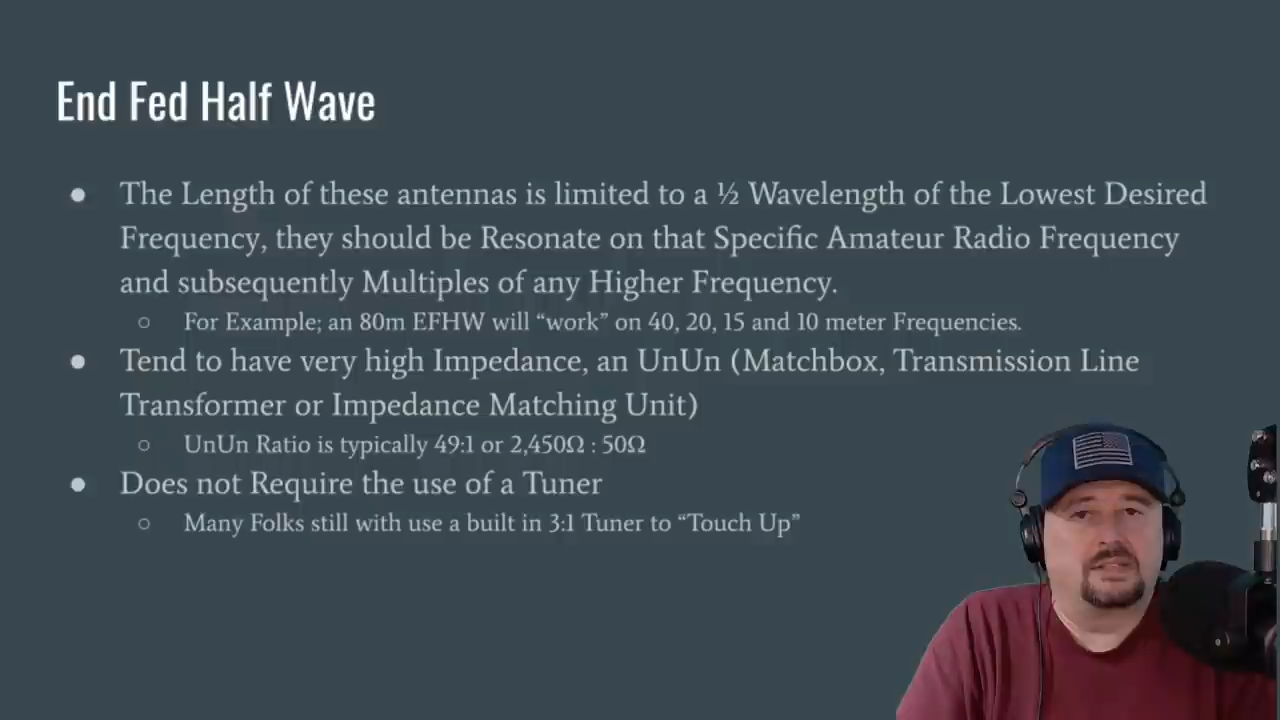 End Fed Half Wave
● The Length of these antennas is limited to a ½ Wavelength of the Lowest Desired
Frequency, they should be Resonate on that Specific Amateur Radio Frequency
and subsequently Multiples of any Higher Frequency.
○ For Example; an 80m EFHW will “work” on 40, 20, 15 and 10 meter Frequencies.
● Tend to have very high Impedance, an UnUn (Matchbox, Transmission Line
Transformer or Impedance Matching Unit)
○ UnUn Ratio is typically 49:1 or 2,450Ω : 50Ω
● Does not Require the use of a Tuner
○ Many Folks still with use a built in 3:1 Tuner to “Touch Up”